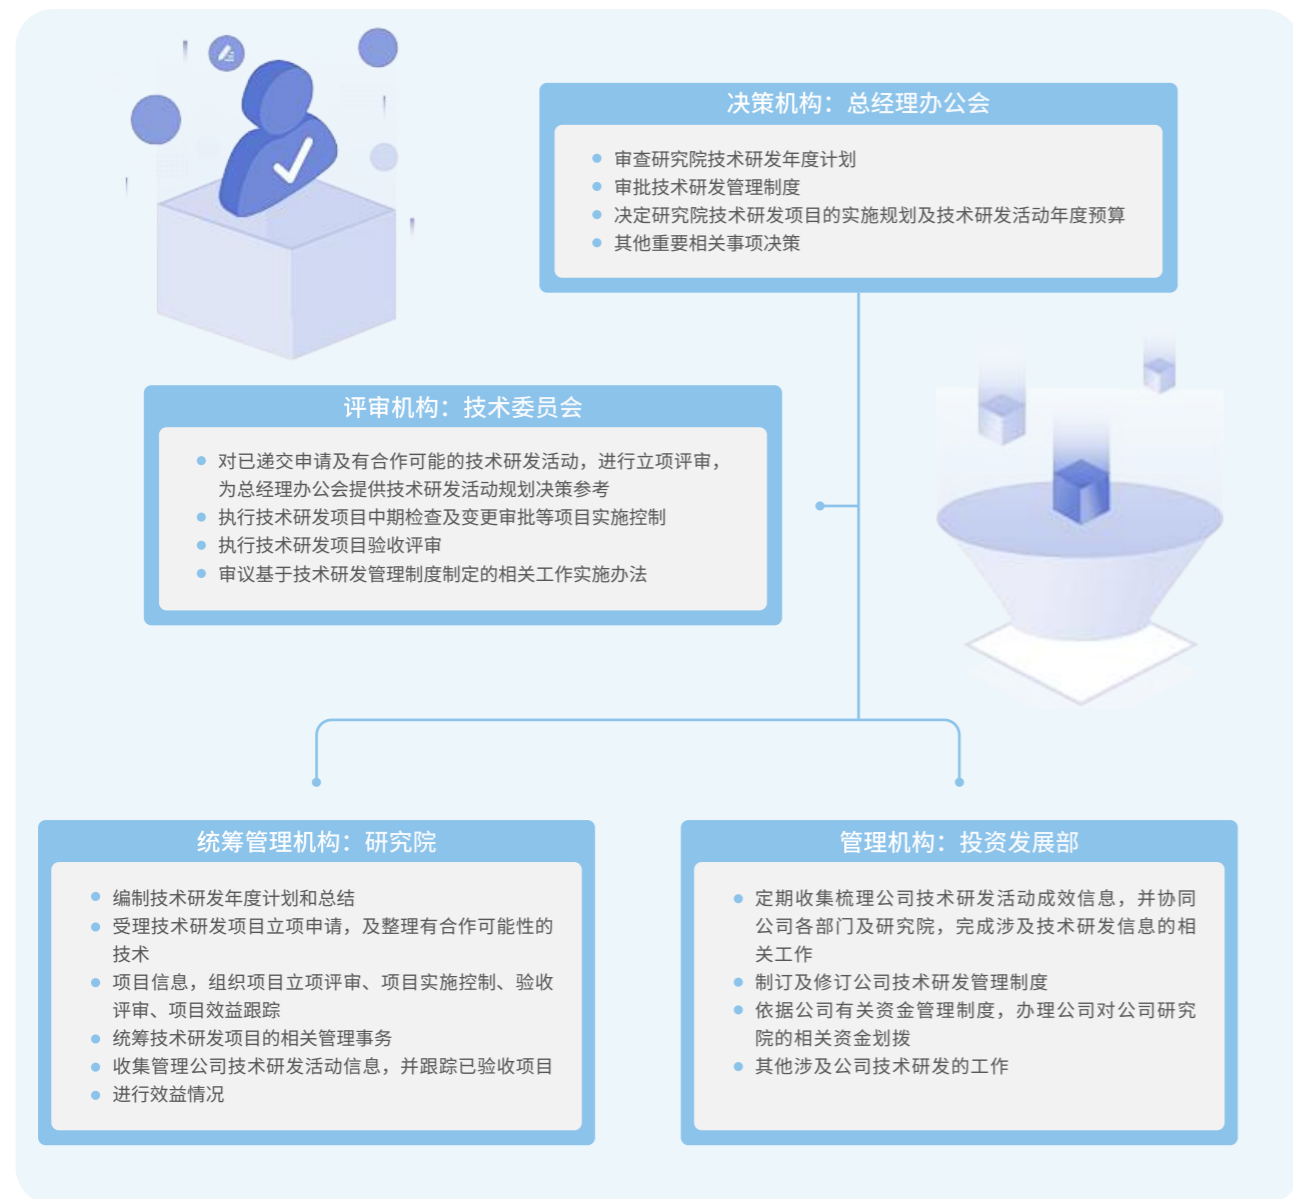 决策机构：总经理办公会
审查研究院技术研发年度计划
审批技术研发管理制度
决定研究院技术研发项目的实施规划及技术研发活动年度预算
其他重要相关事项决策
评审机构：技术委员会
对已递交申请及有合作可能的技术研发活动，进行立项评审，
为总经理办公会提供技术研发活动规划决策参考
执行技术研发项目中期检查及变更审批等项目实施控制
执行技术研发项目验收评审
审议基于技术研发管理制度制定的相关工作实施办法
统筹管理机构：研究院
编制技术研发年度计划和总结
受理技术研发项目立项申请，及整理有合作可能性的
技术
项目信息，组织项目立项评审、项目实施控制、验收
评审、项目效益跟踪
统筹技术研发项目的相关管理事务
收集管理公司技术研发活动信息，并跟踪已验收项目
进行效益情况
管理机构：投资发展部
定期收集梳理公司技术研发活动成效信息，并协同
公司各部门及研究院，完成涉及技术研发信息的相
关工作
制订及修订公司技术研发管理制度
依据公司有关资金管理制度，办理公司对公司研究
院的相关资金划拨
其他涉及公司技术研发的工作